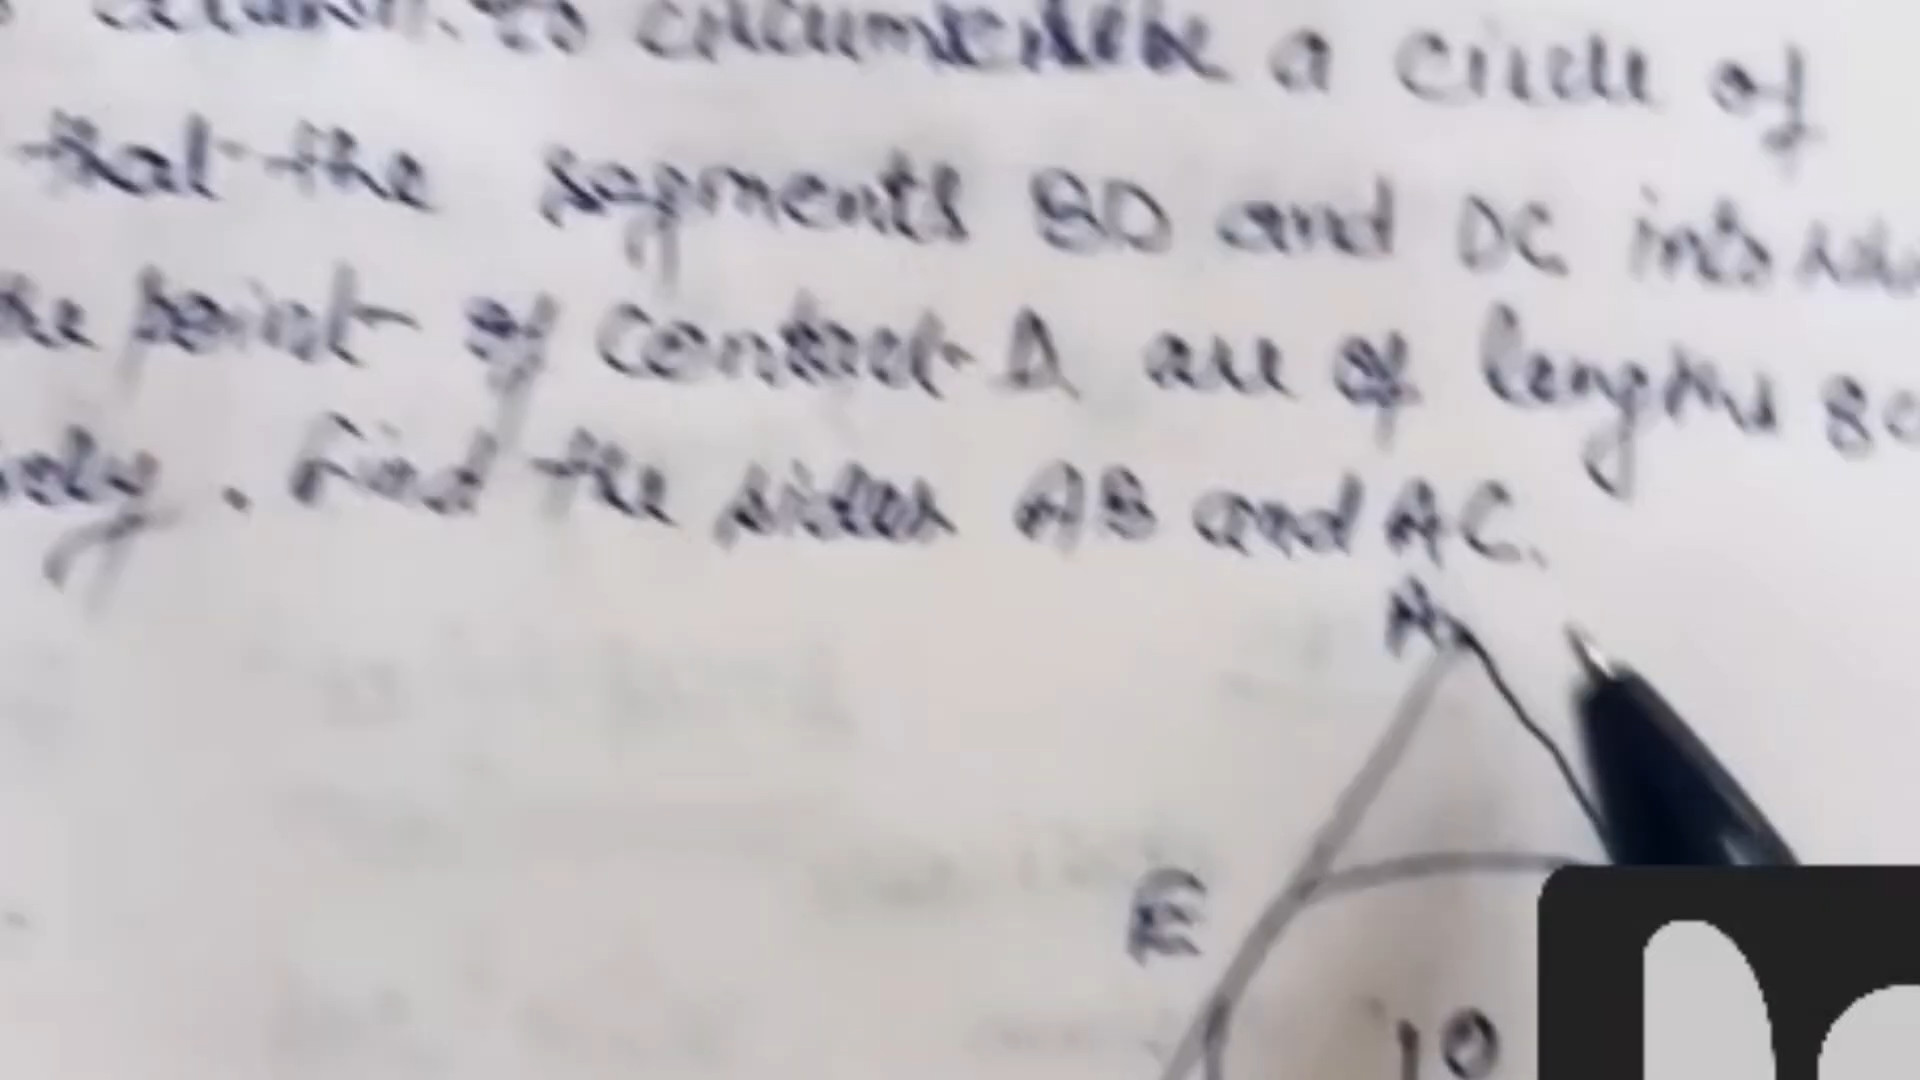 circumscribe a circle of
that the segments BD and DC into
point of contact D are of lengths 8c
. Find the sides AB and AC.
A
E
10